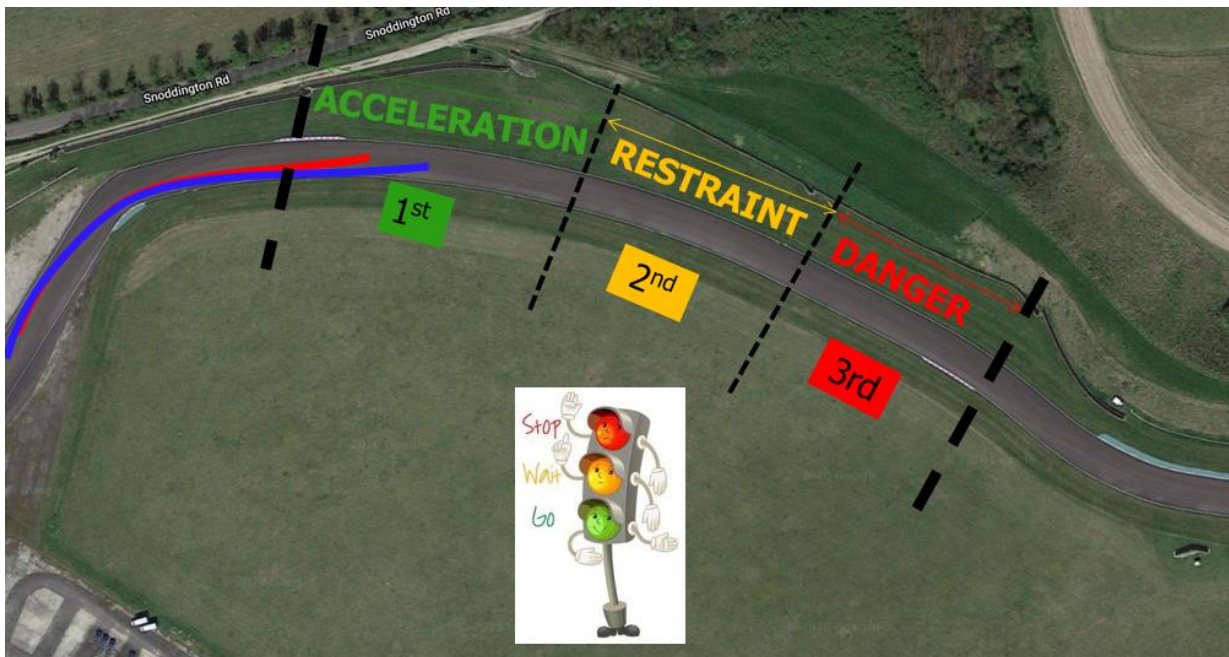 Snoddington Rd
Snoddington Rd
ACCELERATION
RESTRAINT
DANGER
1st
2nd
3rd
Stop
Wait
Go